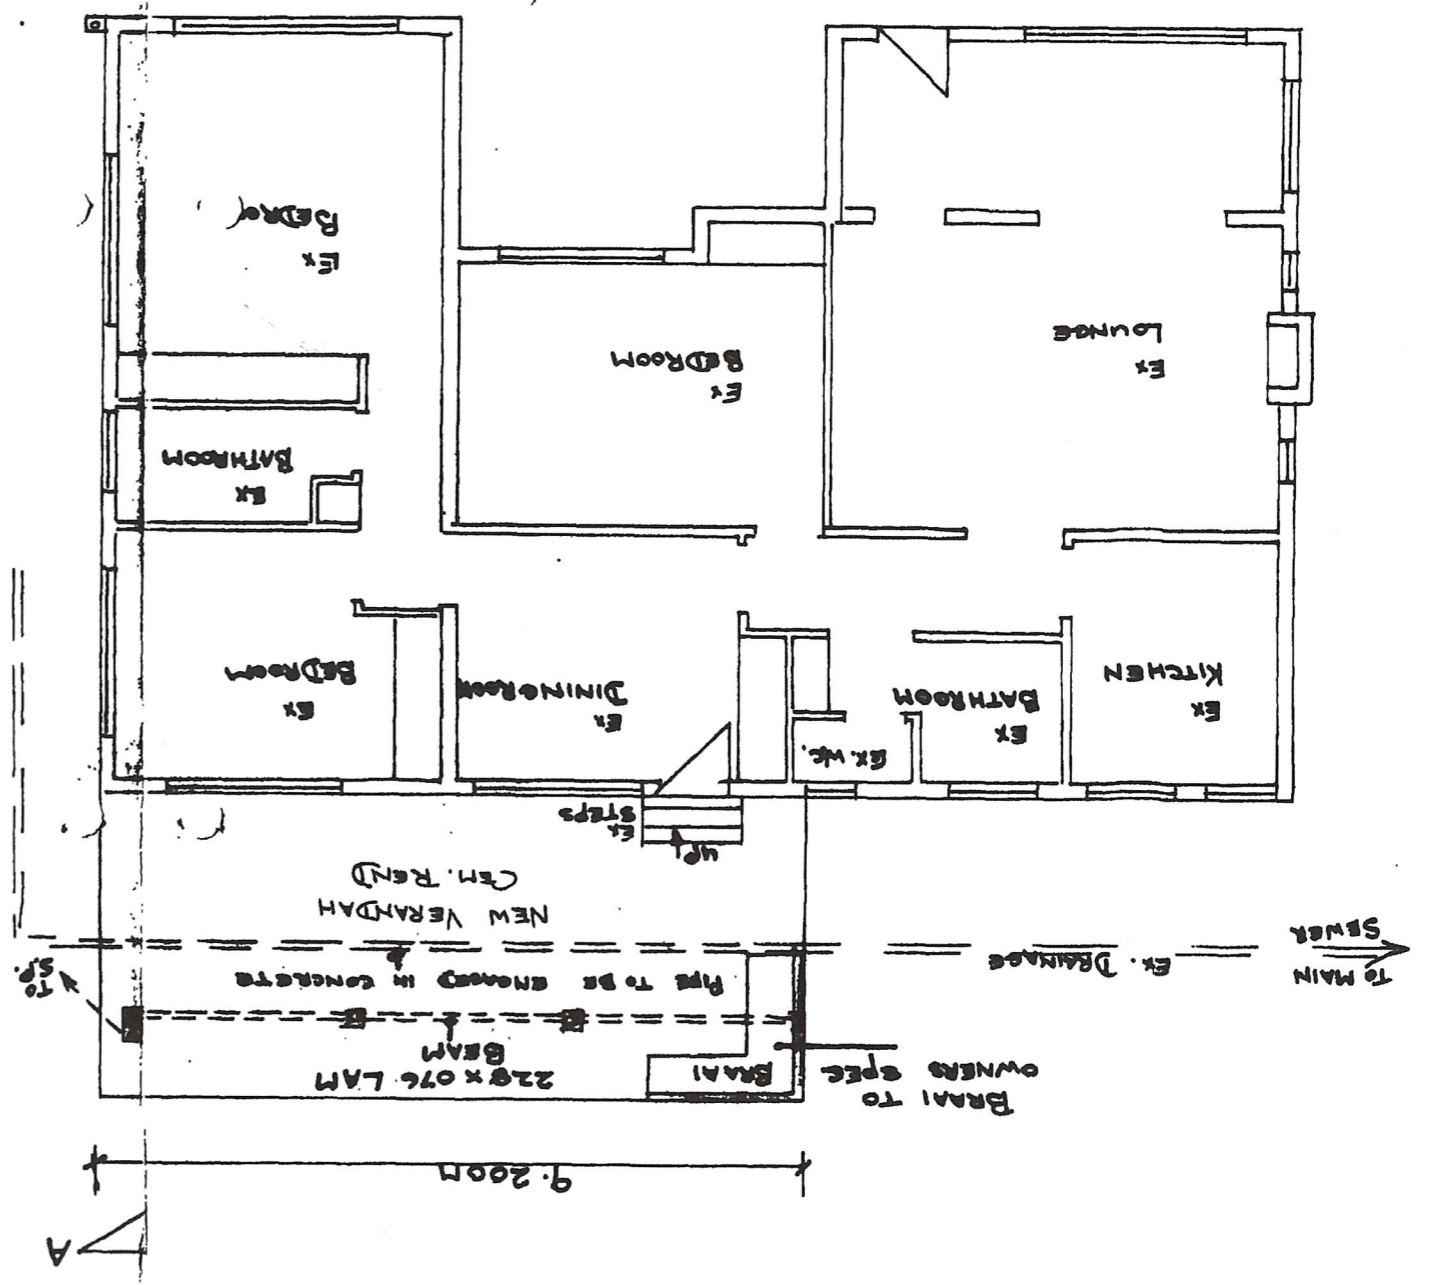 A
9.200M
BRAAI TO
OWNERS SPEC.
BRAAI
228 x 076 LAM
BEAM
TO MAIN
SEWER
Ex. DRAINAGE
PIPE TO BE ENCASED IN CONCRETE
TO
S.P.
NEW VERANDAH
CEM. REND
UP
Ex
STEPS
Ex
KITCHEN
Ex
BATHROOM
Ex. W/C.
Ex
DININGROOM
Ex
BEDROOM
Ex
BATHROOM
Ex
LOUNGE
Ex
BEDROOM
Ex
BEDRO